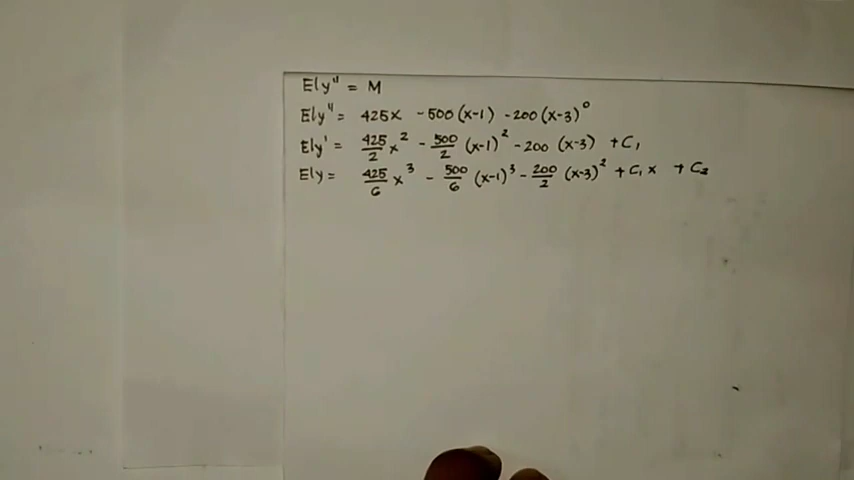 EIy" = M
EIy" = 425x - 500(x-1) - 200(x-3)⁰
EIy' = 425/2 x² - 500/2 (x-1)² - 200 (x-3) + C₁
EIy = 425/6 x³ - 500/6 (x-1)³ - 200/2 (x-3)² + C₁x + C₂